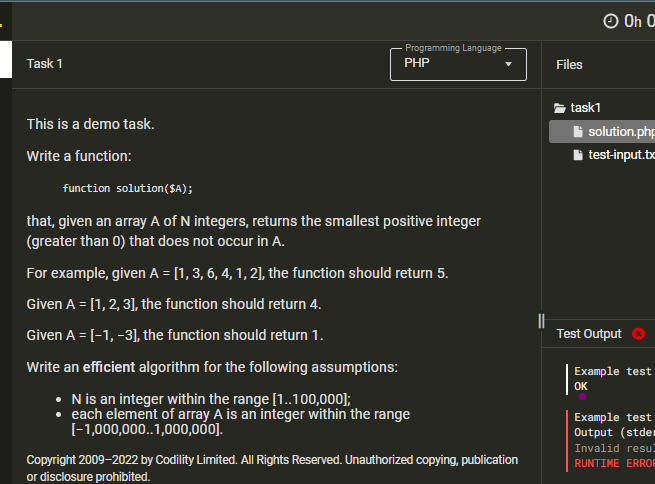 0h 0
Task 1
Programming Language
PHP
Files
This is a demo task.
Write a function:
function solution($A);
that, given an array A of N integers, returns the smallest positive integer
(greater than 0) that does not occur in A.
For example, given A = [1, 3, 6, 4, 1, 2], the function should return 5.
Given A = [1, 2, 3], the function should return 4.
Given A = [−1, −3], the function should return 1.
Write an efficient algorithm for the following assumptions:
• N is an integer within the range [1..100,000];
• each element of array A is an integer within the range
[−1,000,000..1,000,000].
Copyright 2009–2022 by Codility Limited. All Rights Reserved. Unauthorized copying, publication
or disclosure prohibited.
task1
solution.php
test-input.tx
Test Output
Example test
OK
Example test
Output (stder
Invalid resu
RUNTIME ERROR